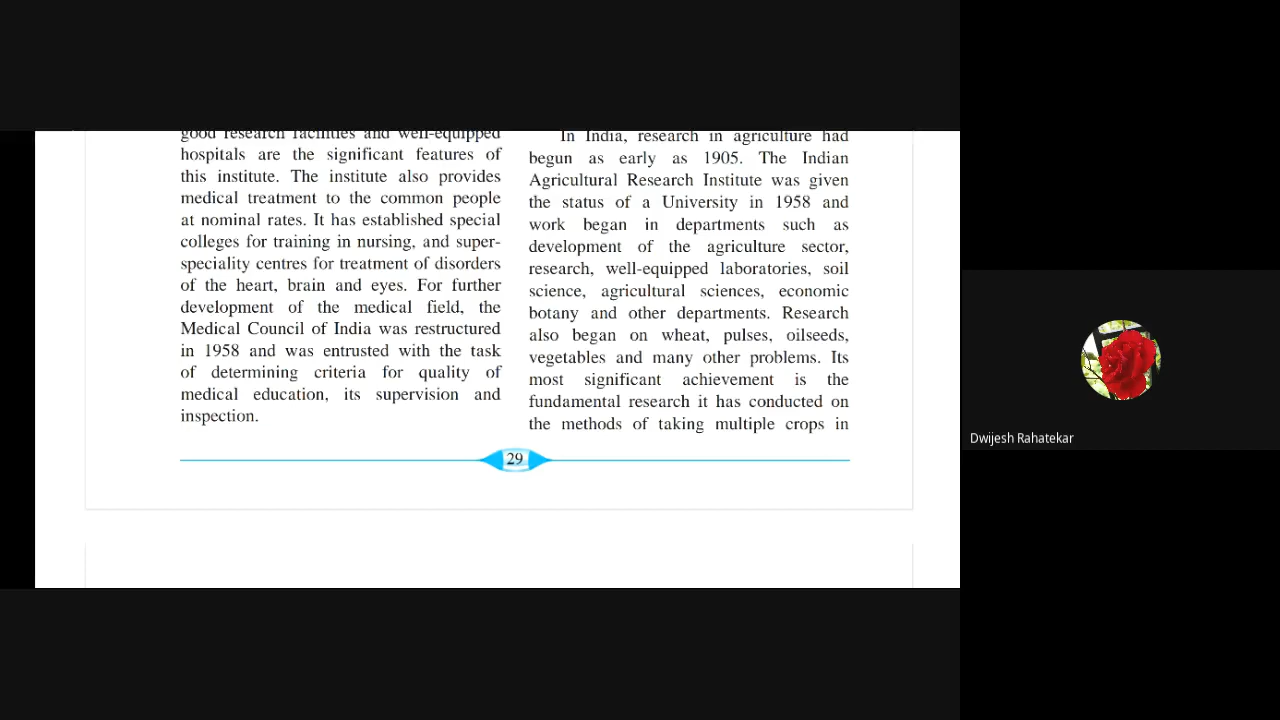 good research facilities and well-equipped
hospitals are the significant features of
this institute. The institute also provides
medical treatment to the common people
at nominal rates. It has established special
colleges for training in nursing, and super-
speciality centres for treatment of disorders
of the heart, brain and eyes. For further
development of the medical field, the
Medical Council of India was restructured
in 1958 and was entrusted with the task
of determining criteria for quality of
medical education, its supervision and
inspection.
In India, research in agriculture had
begun as early as 1905. The Indian
Agricultural Research Institute was given
the status of a University in 1958 and
work began in departments such as
development of the agriculture sector,
research, well-equipped laboratories, soil
science, agricultural sciences, economic
botany and other departments. Research
also began on wheat, pulses, oilseeds,
vegetables and many other problems. Its
most significant achievement is the
fundamental research it has conducted on
the methods of taking multiple crops in
29
Dwijesh Rahatekar